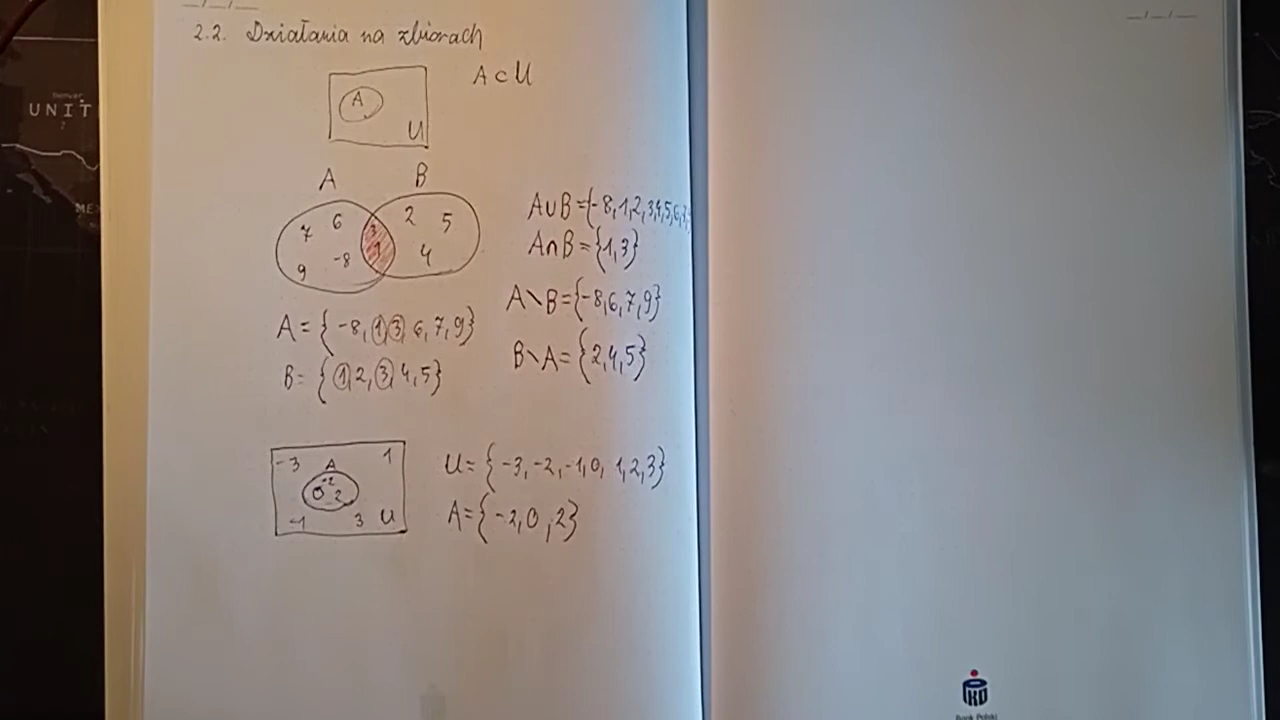 2.2. Działania na zbiorach
A ⊂ U
A
U
A B
7 6 3 2 5
9 -8 1 4
A∪B={-8,1,2,3,4,5,6,7,
A∩B={1,3}
A\B={-8,6,7,9}
B\A={2,4,5}
A={-8,1,3,6,7,9}
B={1,2,3,4,5}
-3 A 1
-2
0 2
-1 3 U
U={-3,-2,-1,0,1,2,3}
A={-2,0,2}
UNIT
Bank Polski